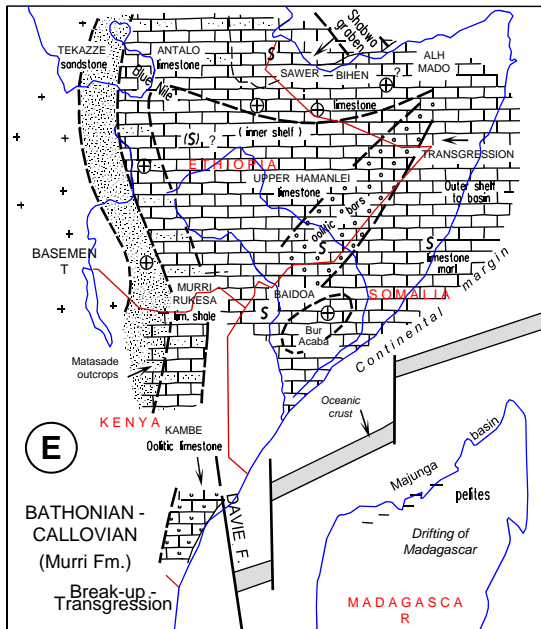 TEKAZZE
sandstone
ANTALO
limestone
Blue
Nile
S
Shabwa
graben
SAWER - BIHEN
?
ALH
MADO
limestone
( inner shelf )
(S) ?
ETHIOPIA
TRANSGRESSION
UPPER HAMANLEI
limestone
oolitic bars
Outer shelf
to basin
S
S
limestone
marl
BASEMEN
T
MURRI
RUKESA
lim. shale
BAIDOA
S
SOMALIA
Bur
Acaba
Continental margin
Matasade
outcrops
KENYA
Oceanic
crust
KAMBE
Oolitic limestone
E
DAVIE F.
Majunga basin
pelites
BATHONIAN -
CALLOVIAN
(Murri Fm.)
Drifting of
Madagascar
Break-up -
Transgression
MADAGASCA
R